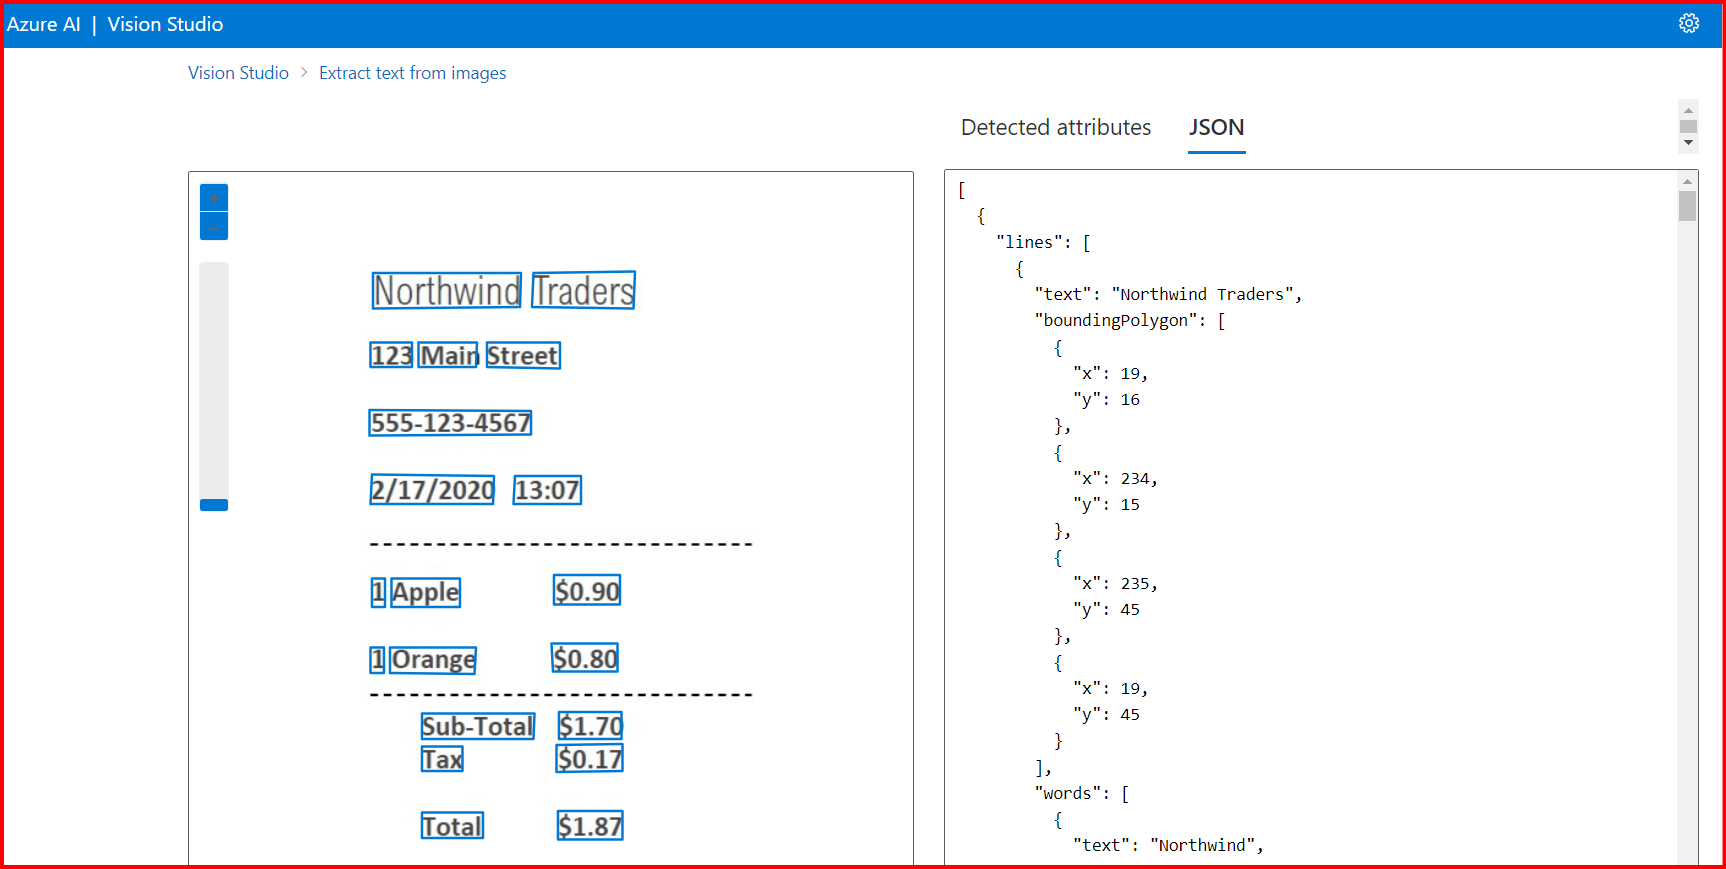 Azure AI | Vision Studio
Vision Studio > Extract text from images
Detected attributes JSON
+
−
Northwind Traders
123 Main Street
555-123-4567
2/17/2020 13:07
-----------------------------
1 Apple $0.90
1 Orange $0.80
-----------------------------
Sub-Total $1.70
Tax $0.17
Total $1.87
[
{
"lines": [
{
"text": "Northwind Traders",
"boundingPolygon": [
{
"x": 19,
"y": 16
},
{
"x": 234,
"y": 15
},
{
"x": 235,
"y": 45
},
{
"x": 19,
"y": 45
}
],
"words": [
{
"text": "Northwind",